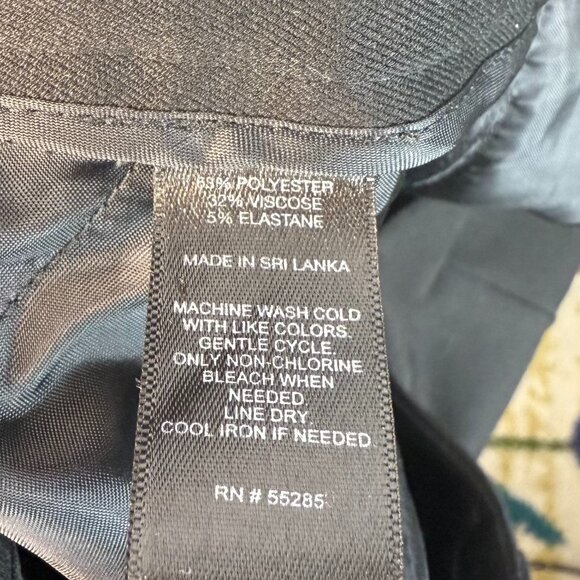 63% POLYESTER
32% VISCOSE
5% ELASTANE
MADE IN SRI LANKA
MACHINE WASH COLD
WITH LIKE COLORS.
GENTLE CYCLE.
ONLY NON-CHLORINE
BLEACH WHEN
NEEDED.
LINE DRY.
COOL IRON IF NEEDED
RN # 55285